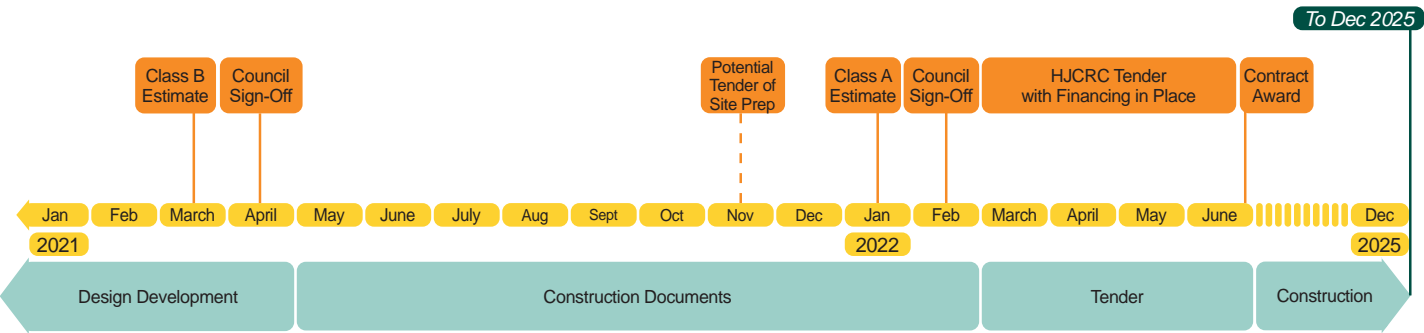 To Dec 2025
Class B
Estimate
Council
Sign-Off
Potential
Tender of
Site Prep
Class A
Estimate
Council
Sign-Off
HJCRC Tender
with Financing in Place
Contract
Award
Jan Feb March April May June July Aug Sept Oct Nov Dec Jan Feb March April May June Dec
2021 2022 2025
Design Development Construction Documents Tender Construction